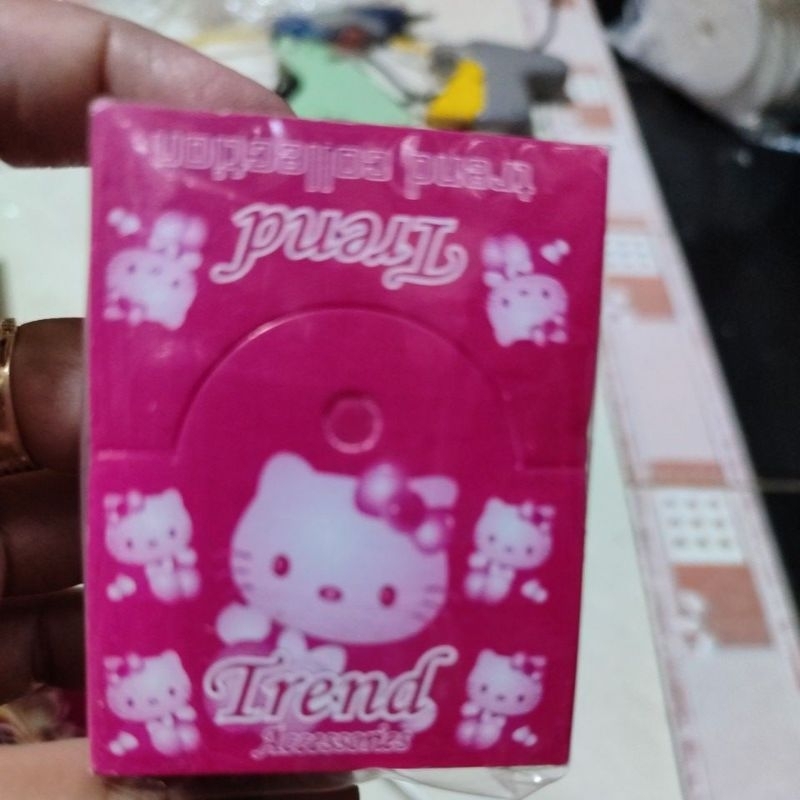 trend collection
Trend
Trend
Accessories